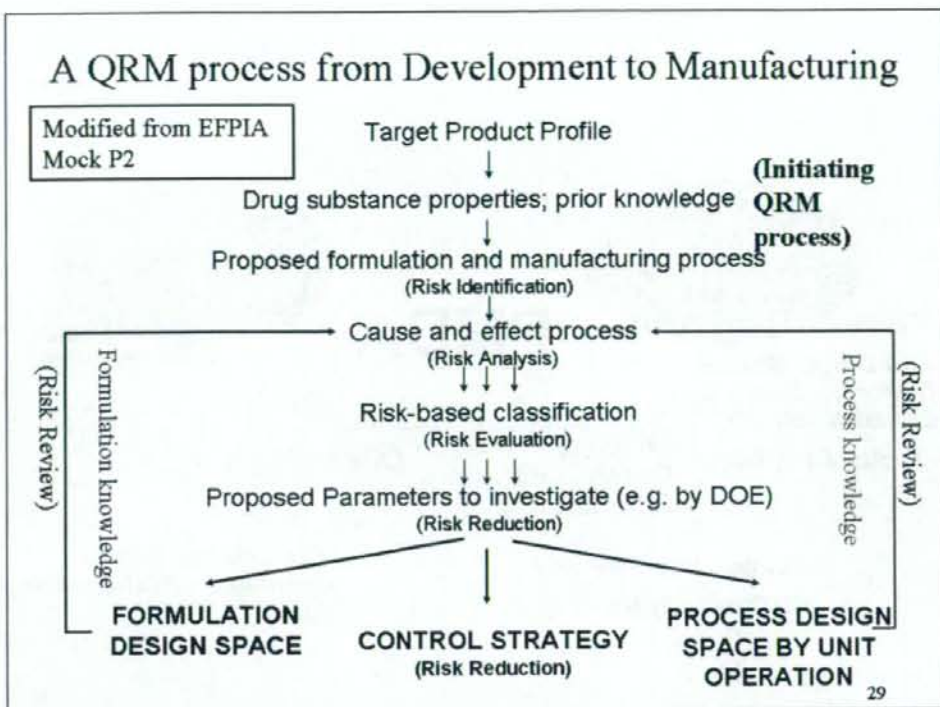 A QRM process from Development to Manufacturing
Modified from EFPIA
Mock P2
Target Product Profile
Drug substance properties; prior knowledge
(Initiating
QRM
process)
Proposed formulation and manufacturing process
(Risk Identification)
Cause and effect process
(Risk Analysis)
Risk-based classification
(Risk Evaluation)
Proposed Parameters to investigate (e.g. by DOE)
(Risk Reduction)
(Risk Review)
Formulation knowledge
Process knowledge
(Risk Review)
FORMULATION
DESIGN SPACE
CONTROL STRATEGY
(Risk Reduction)
PROCESS DESIGN
SPACE BY UNIT
OPERATION
29